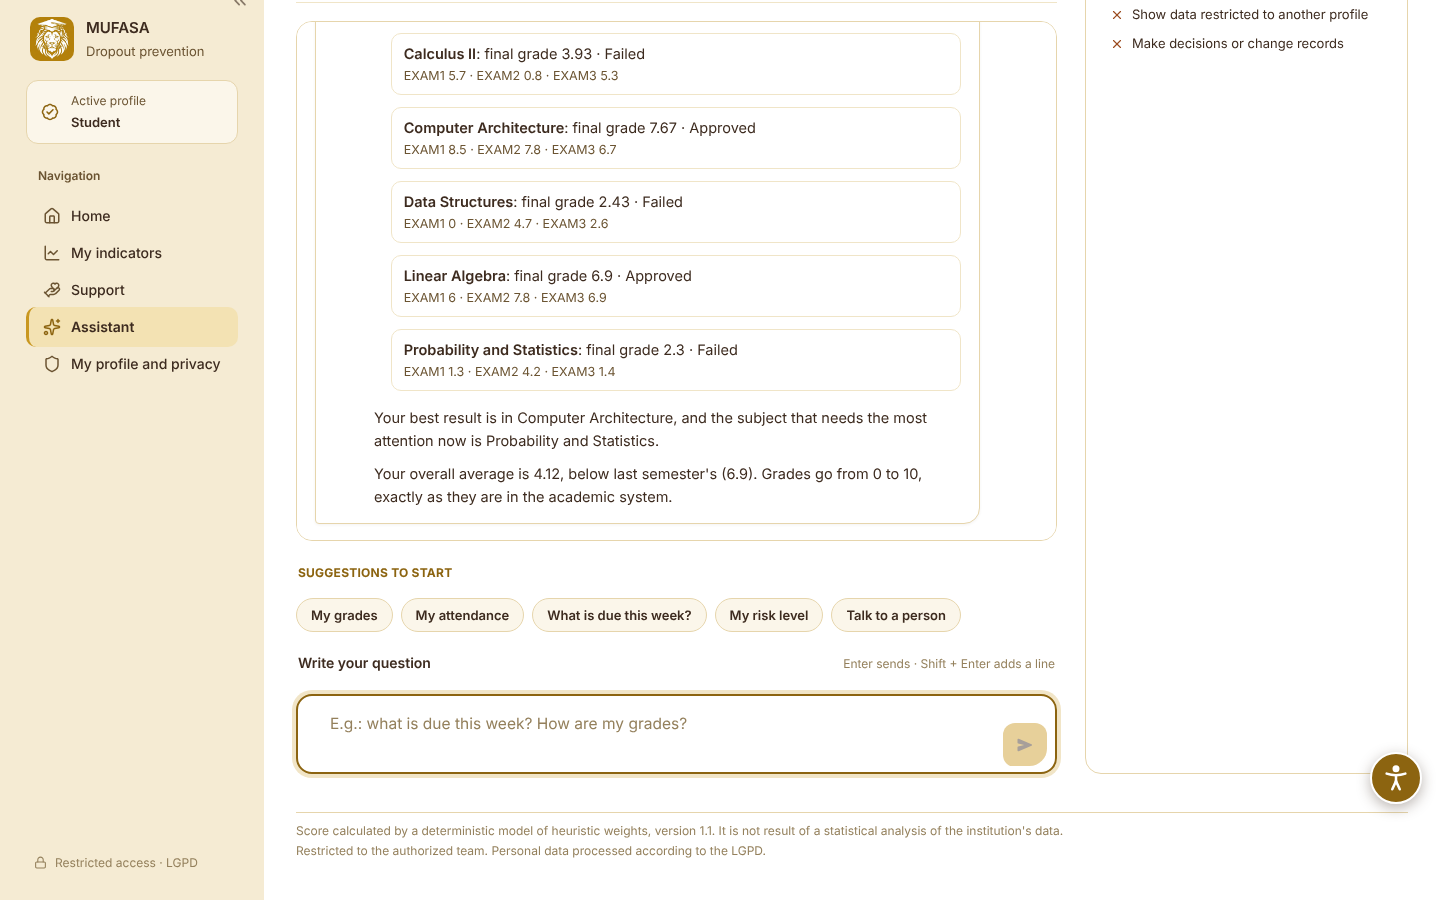 MUFASA
Dropout prevention
Active profile
Student
Navigation
Home
My indicators
Support
Assistant
My profile and privacy
Restricted access · LGPD
Calculus II: final grade 3.93 · Failed
EXAM1 5.7 · EXAM2 0.8 · EXAM3 5.3
Computer Architecture: final grade 7.67 · Approved
EXAM1 8.5 · EXAM2 7.8 · EXAM3 6.7
Data Structures: final grade 2.43 · Failed
EXAM1 0 · EXAM2 4.7 · EXAM3 2.6
Linear Algebra: final grade 6.9 · Approved
EXAM1 6 · EXAM2 7.8 · EXAM3 6.9
Probability and Statistics: final grade 2.3 · Failed
EXAM1 1.3 · EXAM2 4.2 · EXAM3 1.4
Your best result is in Computer Architecture, and the subject that needs the most
attention now is Probability and Statistics.
Your overall average is 4.12, below last semester's (6.9). Grades go from 0 to 10,
exactly as they are in the academic system.
SUGGESTIONS TO START
My grades
My attendance
What is due this week?
My risk level
Talk to a person
Write your question
Enter sends · Shift + Enter adds a line
E.g.: what is due this week? How are my grades?
Show data restricted to another profile
Make decisions or change records
Score calculated by a deterministic model of heuristic weights, version 1.1. It is not result of a statistical analysis of the institution's data.
Restricted to the authorized team. Personal data processed according to the LGPD.